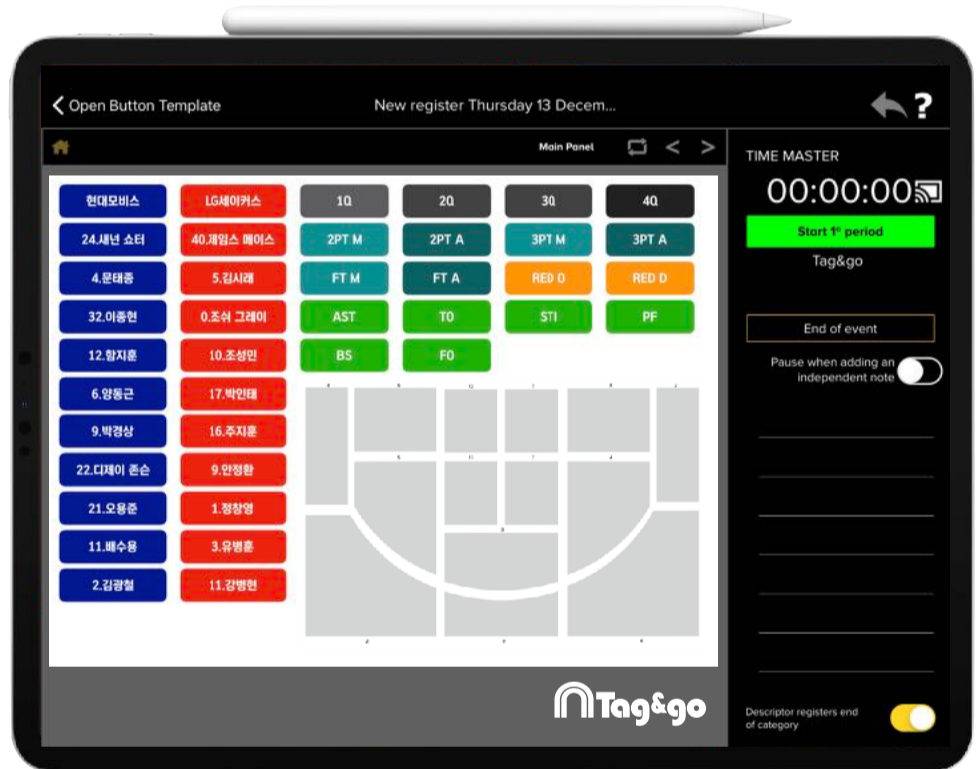 Open Button Template
New register Thursday 13 Decem...
?
Main Panel
< >
TIME MASTER
00:00:00
Start 1º period
Tag&go
End of event
Pause when adding an
independent note
Descriptor registers end
of category
현대모비스
LG세이커스
1Q
2Q
3Q
4Q
24.섀넌 쇼터
40.제임스 메이스
2PT M
2PT A
3PT M
3PT A
4.문태종
5.김시래
FT M
FT A
RED O
RED D
32.이종현
0.조쉬 그레이
AST
TO
STI
PF
12.함지훈
10.조성민
BS
FO
6.양동근
17.박인태
9.박경상
16.주지훈
22.디제이 존슨
9.안정환
21.오용준
1.정창영
11.배수용
3.유병훈
2.김광철
11.강병현
Tag&go